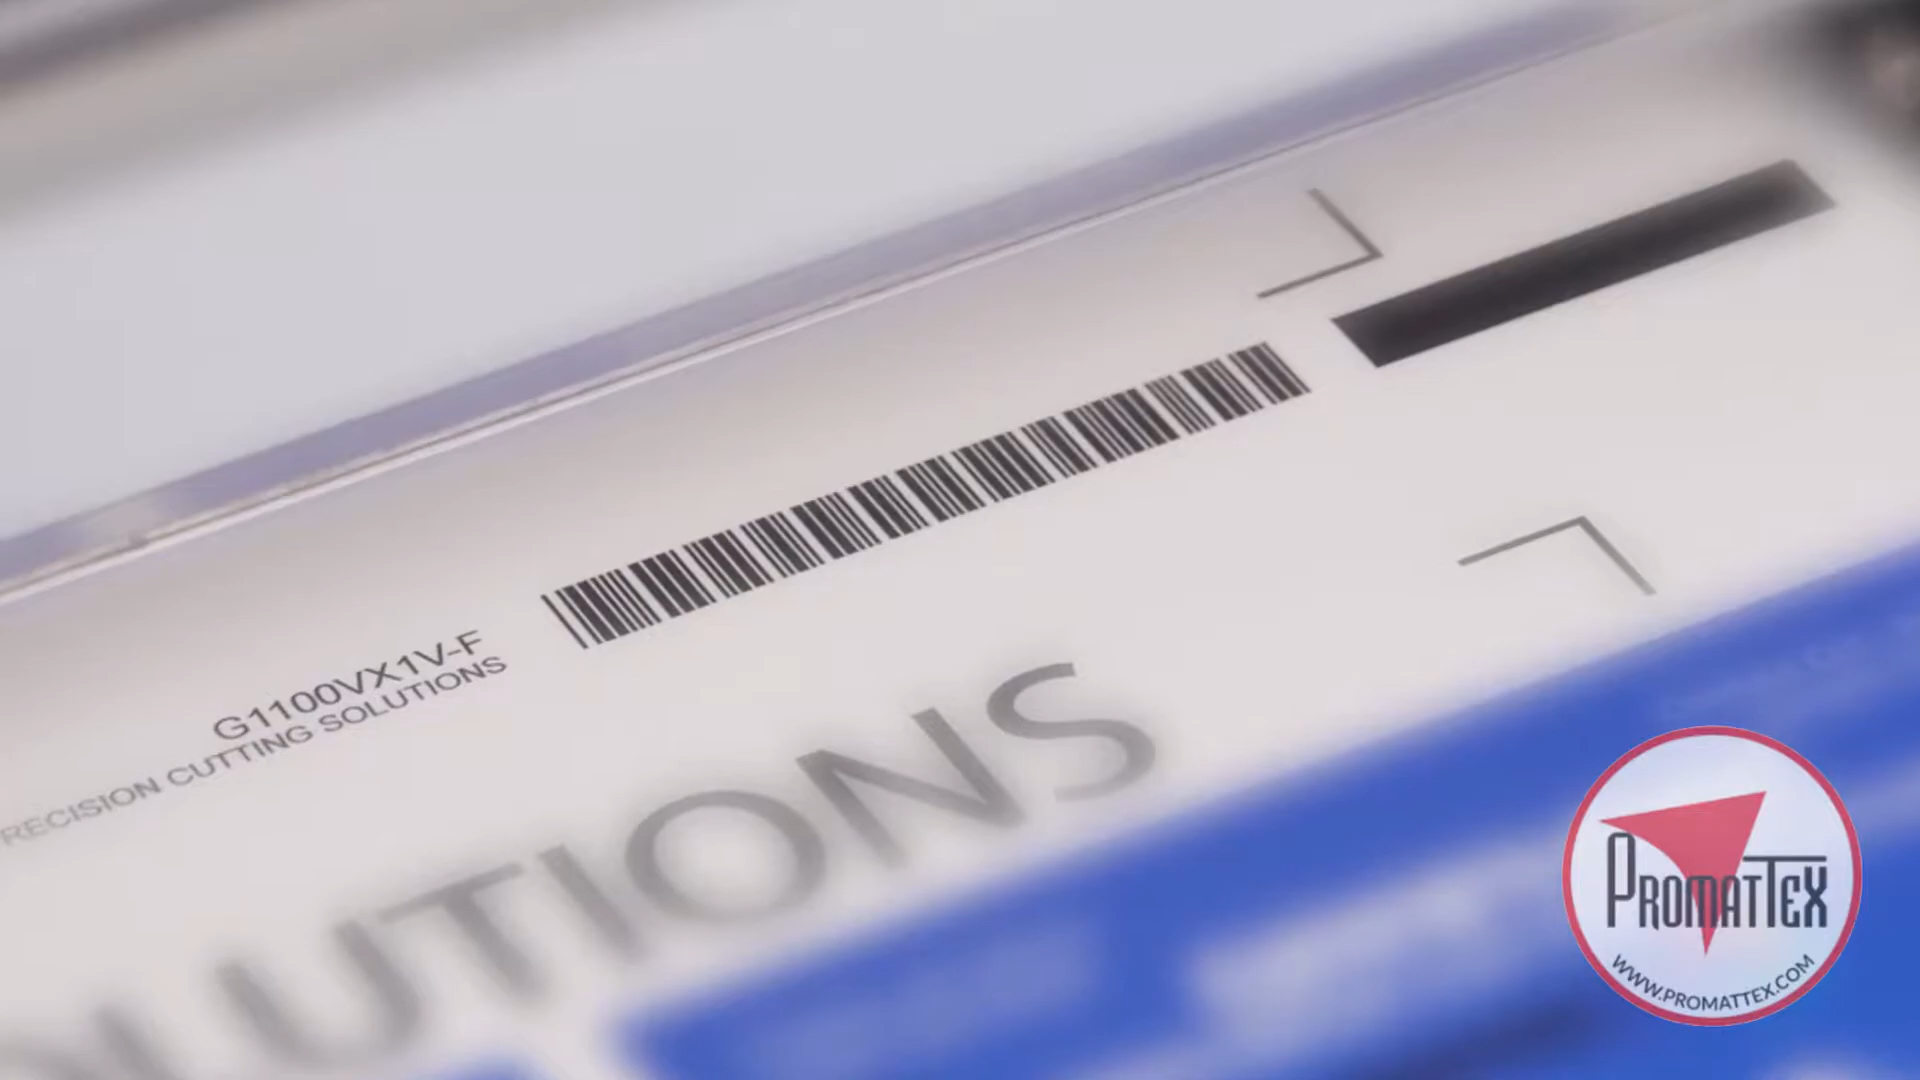 G1100VX1V-F
RECISION CUTTING SOLUTIONS
LUTIONS
PROMATTEX
WWW.PROMATTEX.COM